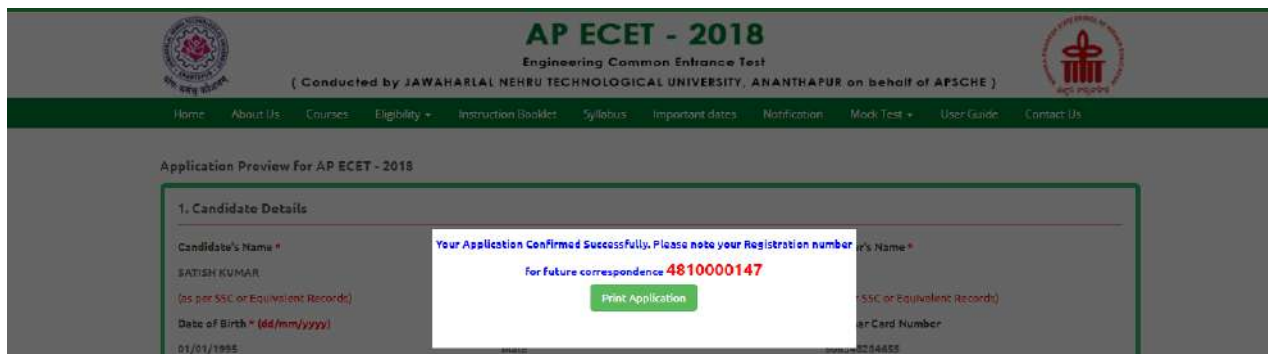 AP ECET - 2018
Engineering Common Entrance Test
( Conducted by JAWAHARLAL NEHRU TECHNOLOGICAL UNIVERSITY, ANANTHAPUR on behalf of APSCHE )
Home About Us Courses Eligibility Instruction Booklet Syllabus Important dates Notification Mock Test User Guide Contact Us
Application Preview for AP ECET - 2018
1. Candidate Details
Candidate's Name * 's Name *
Your Application Confirmed Successfully. Please note your Registration number
for future correspondence 4810000147
SATISH KUMAR
Print Application
(as per SSC or Equivalent Records) SSC or Equivalent Records)
Date of Birth * (dd/mm/yyyy) Card Number
01/01/1995